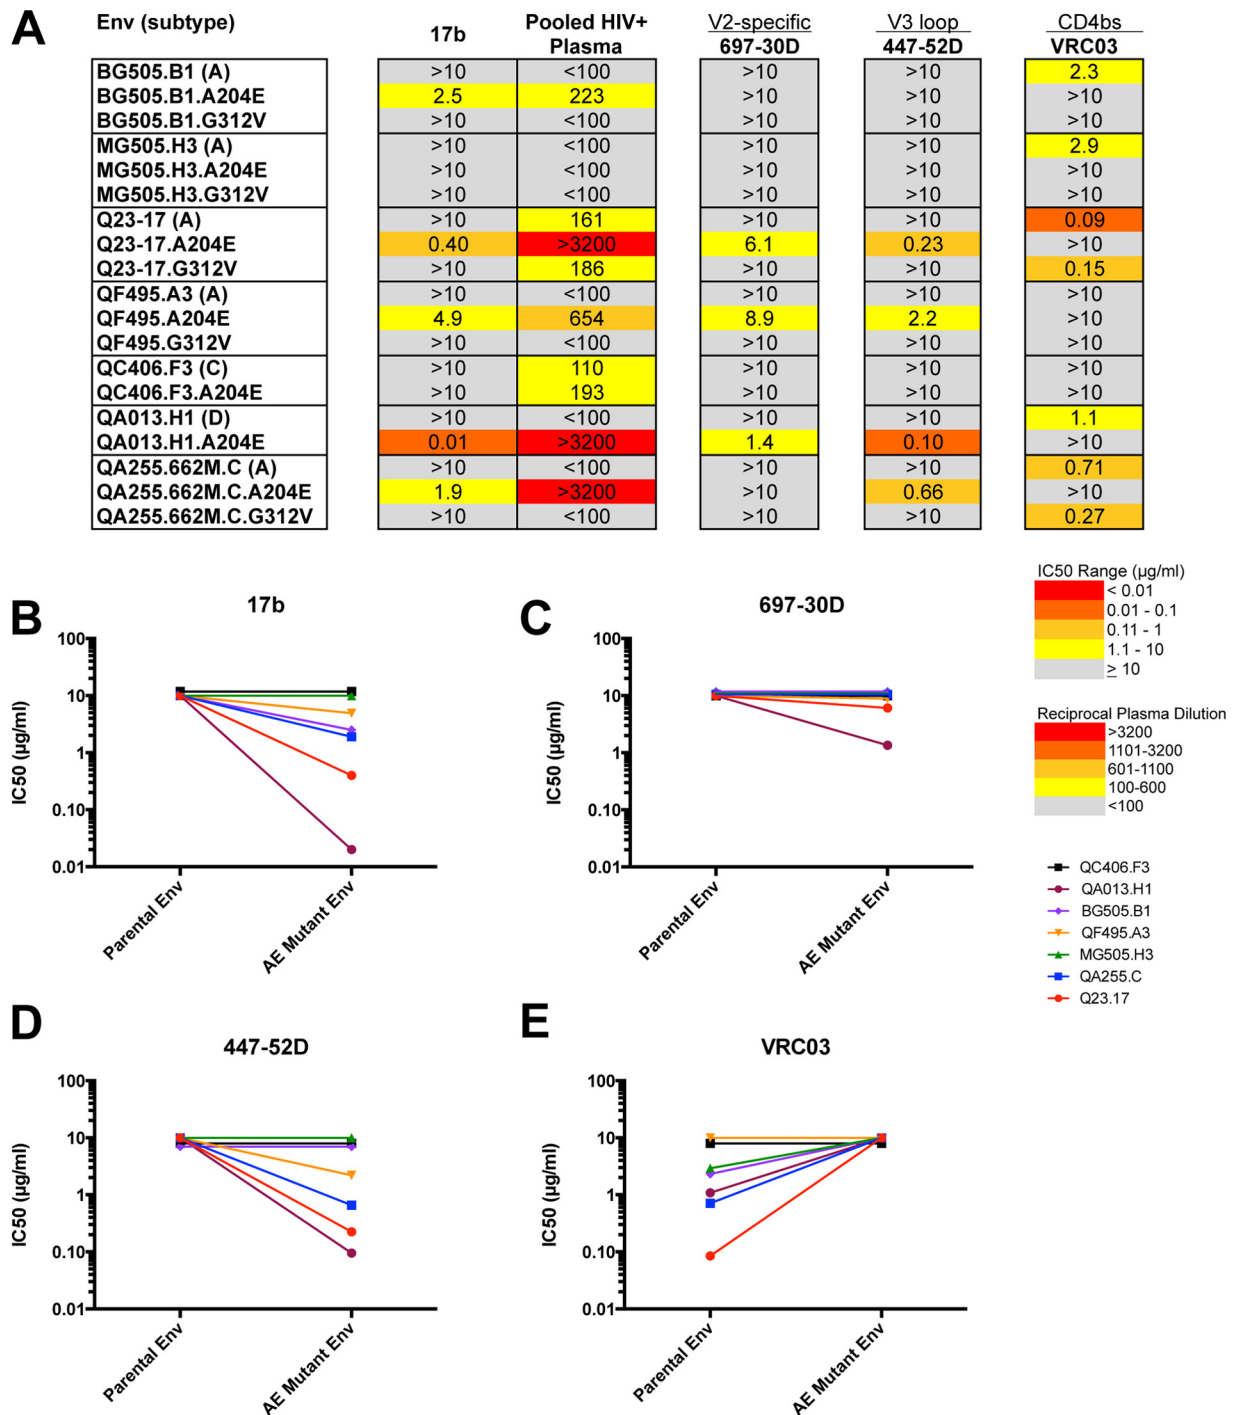 A
Env (subtype)
17b
Pooled HIV+
Plasma
V2-specific
697-30D
V3 loop
447-52D
CD4bs
VRC03
BG505.B1 (A) >10 <100 >10 >10 2.3
BG505.B1.A204E 2.5 223 >10 >10 >10
BG505.B1.G312V >10 <100 >10 >10 >10
MG505.H3 (A) >10 <100 >10 >10 2.9
MG505.H3.A204E >10 <100 >10 >10 >10
MG505.H3.G312V >10 <100 >10 >10 >10
Q23-17 (A) >10 161 >10 >10 0.09
Q23-17.A204E 0.40 >3200 6.1 0.23 >10
Q23-17.G312V >10 186 >10 >10 0.15
QF495.A3 (A) >10 <100 >10 >10 >10
QF495.A204E 4.9 654 8.9 2.2 >10
QF495.G312V >10 <100 >10 >10 >10
QC406.F3 (C) >10 110 >10 >10 >10
QC406.F3.A204E >10 193 >10 >10 >10
QA013.H1 (D) >10 <100 >10 >10 1.1
QA013.H1.A204E 0.01 >3200 1.4 0.10 >10
QA255.662M.C (A) >10 <100 >10 >10 0.71
QA255.662M.C.A204E 1.9 >3200 >10 0.66 >10
QA255.662M.C.G312V >10 <100 >10 >10 0.27
IC50 Range (µg/ml)
< 0.01
0.01 - 0.1
0.11 - 1
1.1 - 10
≥ 10
Reciprocal Plasma Dilution
>3200
1101-3200
601-1100
100-600
<100
QC406.F3
QA013.H1
BG505.B1
QF495.A3
MG505.H3
QA255.C
Q23.17
B
17b
IC50 (µg/ml)
100
10
1
0.10
0.01
Parental Env
AE Mutant Env
C
697-30D
IC50 (µg/ml)
100
10
1
0.10
0.01
Parental Env
AE Mutant Env
D
447-52D
IC50 (µg/ml)
100
10
1
0.10
0.01
Parental Env
AE Mutant Env
E
VRC03
IC50 (µg/ml)
100
10
1
0.10
0.01
Parental Env
AE Mutant Env